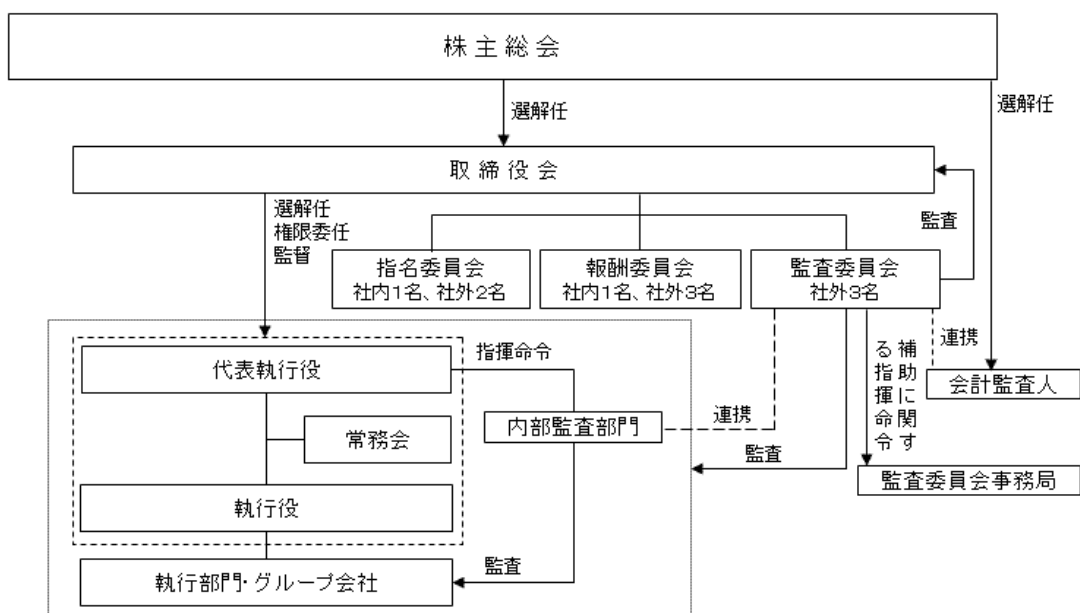 株主総会
選解任
選解任
取締役会
選解任
権限委任
監督
監査
指名委員会
社内1名、社外2名
報酬委員会
社内1名、社外3名
監査委員会
社外3名
代表執行役
指揮命令
補助に関す
る指揮命令
連携
会計監査人
常務会
内部監査部門
連携
監査
監査委員会事務局
執行役
執行部門・グループ会社
監査